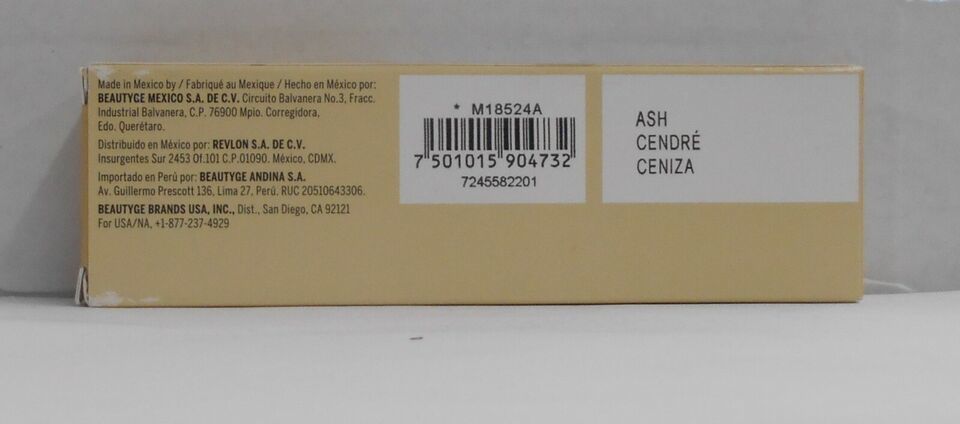 Made in Mexico by / Fabriqué au Mexique / Hecho en México por:
BEAUTYGE MEXICO S.A. DE C.V. Circuito Balvanera No.3, Fracc.
Industrial Balvanera, C.P. 76900 Mpio. Corregidora,
Edo. Querétaro.
Distribuido en México por: REVLON S.A. DE C.V.
Insurgentes Sur 2453 Of.101 C.P.01090. México, CDMX.
Importado en Perú por: BEAUTYGE ANDINA S.A.
Av. Guillermo Prescott 136, Lima 27, Perú. RUC 20510643306.
BEAUTYGE BRANDS USA, INC., Dist., San Diego, CA 92121
For USA/NA, +1-877-237-4929
* M18524A
7 501015 904732
7245582201
ASH
CENDRÉ
CENIZA